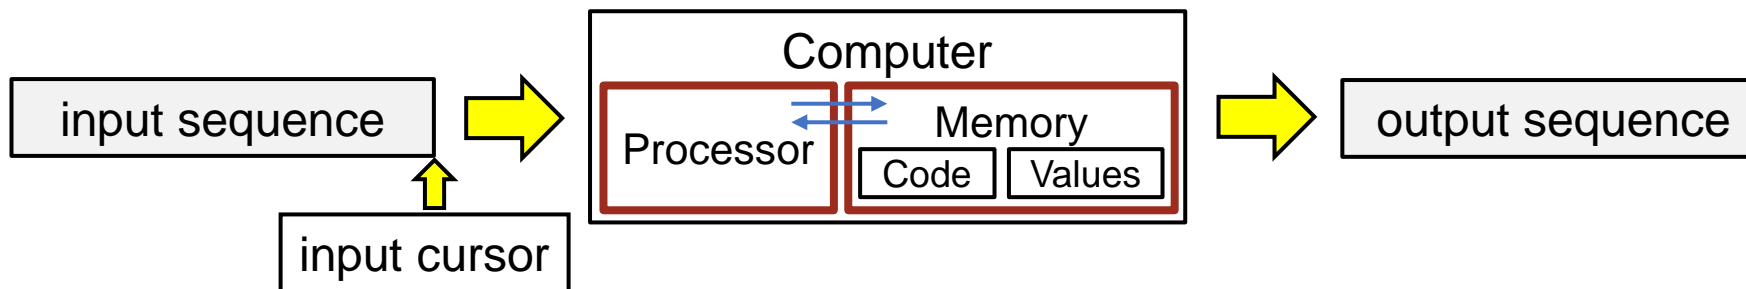 Computer
input sequence
Processor
Memory
Code
Values
output sequence
input cursor